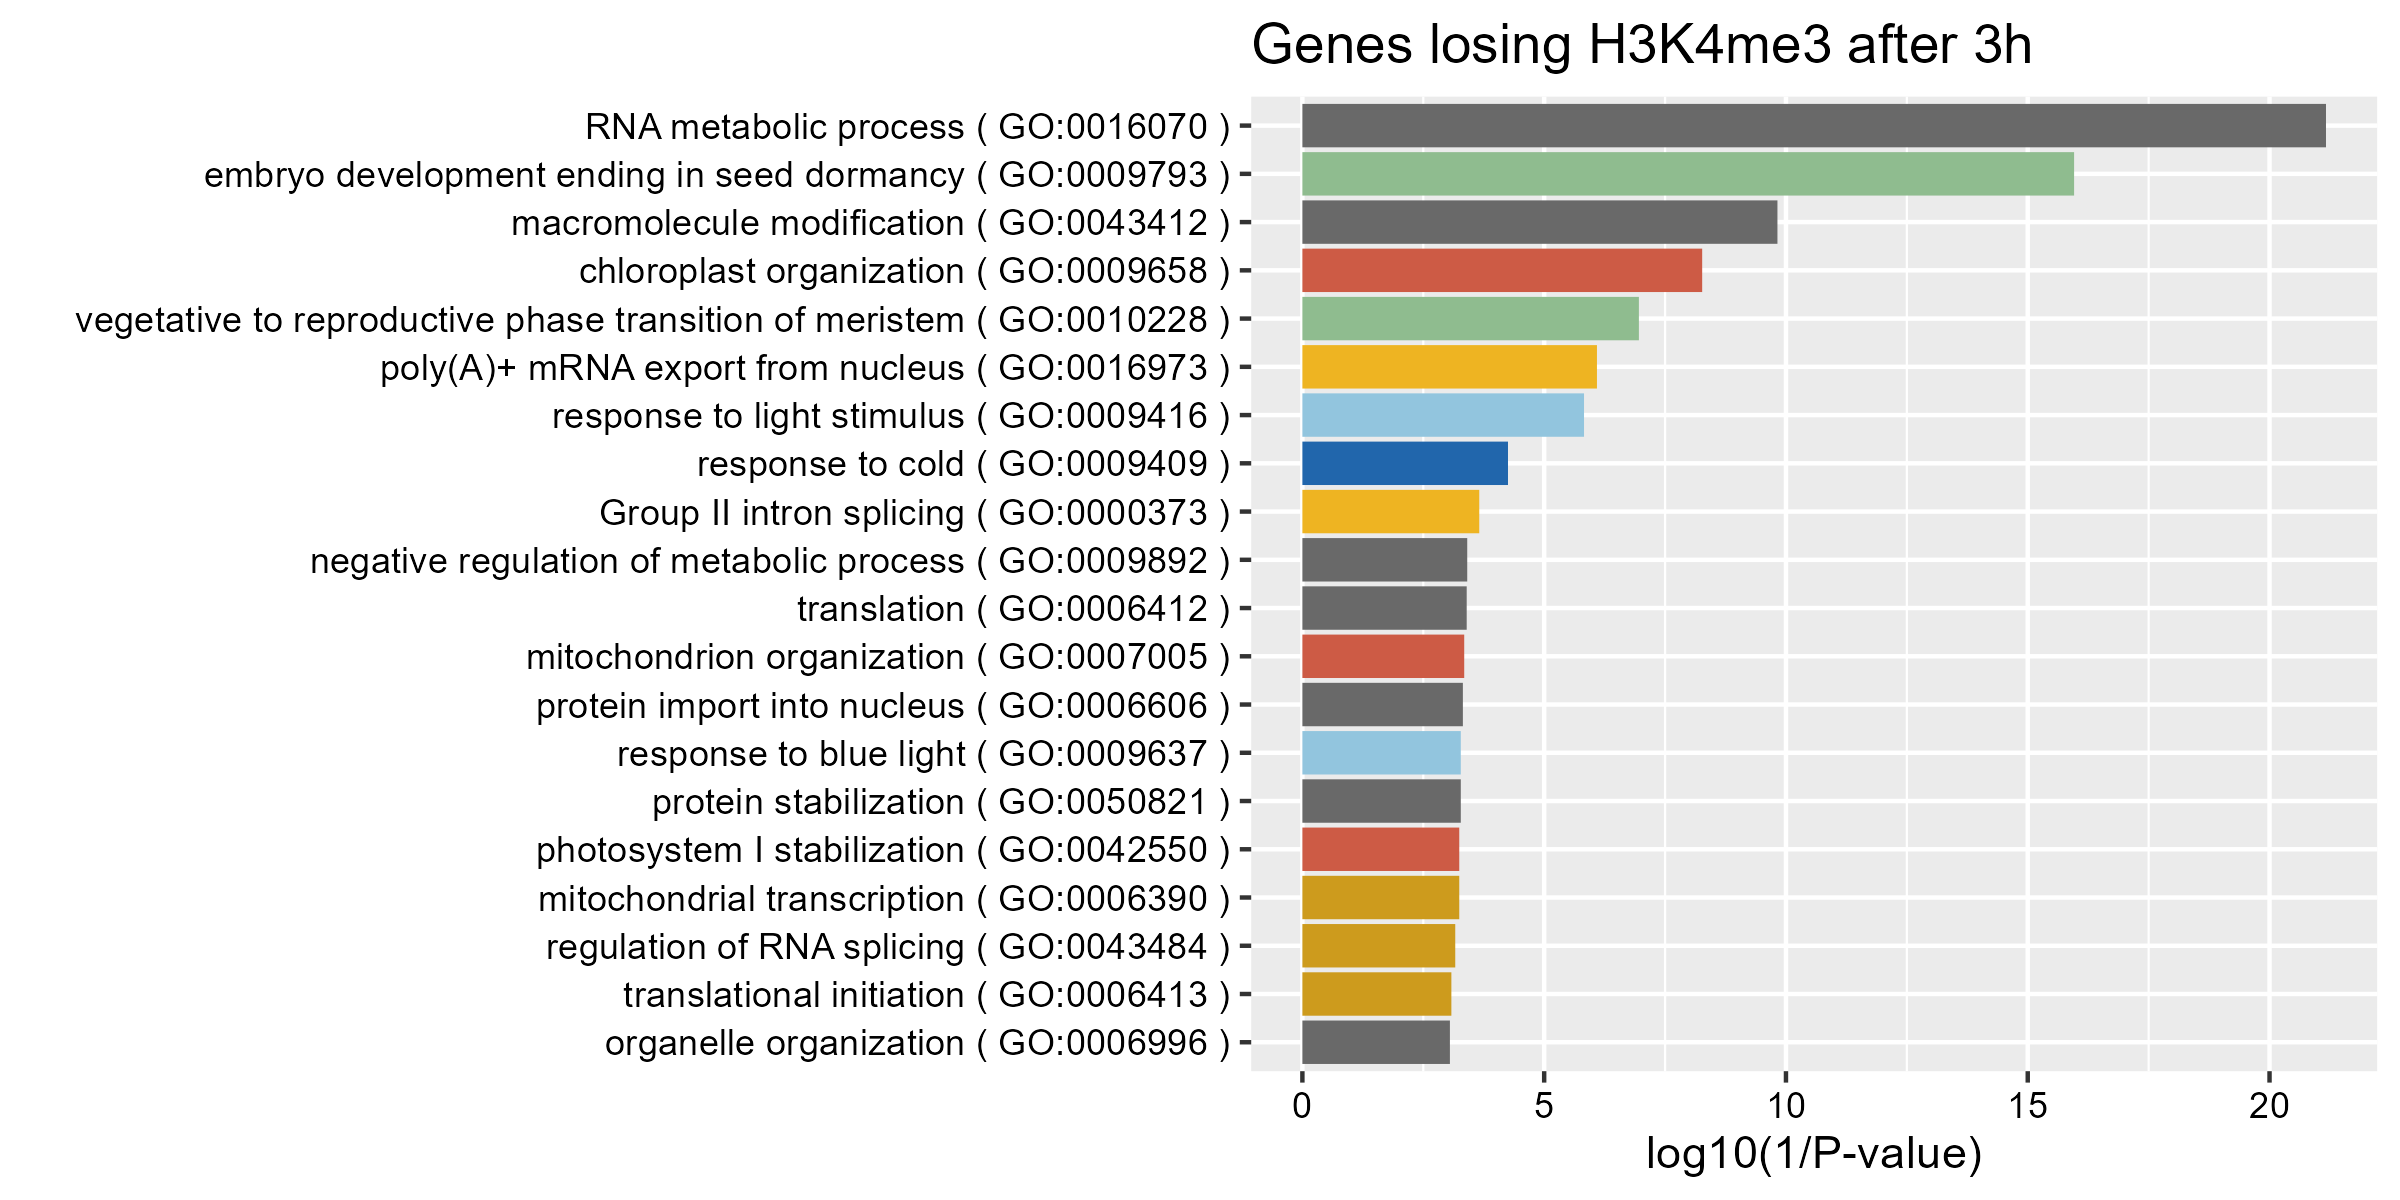 Genes losing H3K4me3 after 3h
RNA metabolic process ( GO:0016070 )
embryo development ending in seed dormancy ( GO:0009793 )
macromolecule modification ( GO:0043412 )
chloroplast organization ( GO:0009658 )
vegetative to reproductive phase transition of meristem ( GO:0010228 )
poly(A)+ mRNA export from nucleus ( GO:0016973 )
response to light stimulus ( GO:0009416 )
response to cold ( GO:0009409 )
Group II intron splicing ( GO:0000373 )
negative regulation of metabolic process ( GO:0009892 )
translation ( GO:0006412 )
mitochondrion organization ( GO:0007005 )
protein import into nucleus ( GO:0006606 )
response to blue light ( GO:0009637 )
protein stabilization ( GO:0050821 )
photosystem I stabilization ( GO:0042550 )
mitochondrial transcription ( GO:0006390 )
regulation of RNA splicing ( GO:0043484 )
translational initiation ( GO:0006413 )
organelle organization ( GO:0006996 )
0 5 10 15 20
log10(1/P-value)